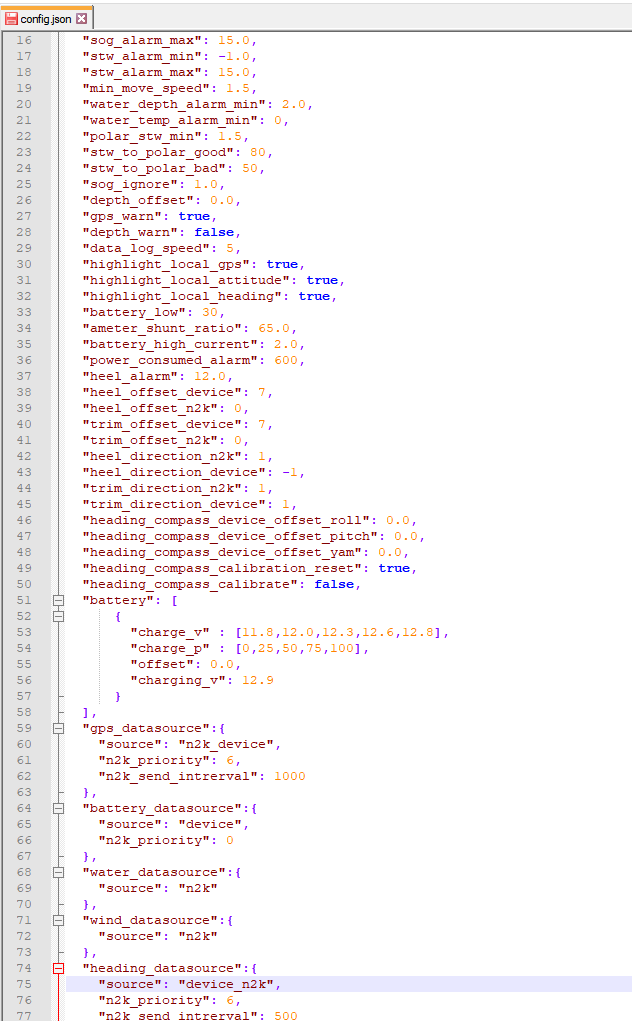 config.json
16 "sog_alarm_max": 15.0,
17 "stw_alarm_min": -1.0,
18 "stw_alarm_max": 15.0,
19 "min_move_speed": 1.5,
20 "water_depth_alarm_min": 2.0,
21 "water_temp_alarm_min": 0,
22 "polar_stw_min": 1.5,
23 "stw_to_polar_good": 80,
24 "stw_to_polar_bad": 50,
25 "sog_ignore": 1.0,
26 "depth_offset": 0.0,
27 "gps_warn": true,
28 "depth_warn": false,
29 "data_log_speed": 5,
30 "highlight_local_gps": true,
31 "highlight_local_attitude": true,
32 "highlight_local_heading": true,
33 "battery_low": 30,
34 "ameter_shunt_ratio": 65.0,
35 "battery_high_current": 2.0,
36 "power_consumed_alarm": 600,
37 "heel_alarm": 12.0,
38 "heel_offset_device": 7,
39 "heel_offset_n2k": 0,
40 "trim_offset_device": 7,
41 "trim_offset_n2k": 0,
42 "heel_direction_n2k": 1,
43 "heel_direction_device": -1,
44 "trim_direction_n2k": 1,
45 "trim_direction_device": 1,
46 "heading_compass_device_offset_roll": 0.0,
47 "heading_compass_device_offset_pitch": 0.0,
48 "heading_compass_device_offset_yam": 0.0,
49 "heading_compass_calibration_reset": true,
50 "heading_compass_calibrate": false,
51 "battery": [
52 {
53 "charge_v" : [11.8,12.0,12.3,12.6,12.8],
54 "charge_p" : [0,25,50,75,100],
55 "offset": 0.0,
56 "charging_v": 12.9
57 }
58 ],
59 "gps_datasource":{
60 "source": "n2k_device",
61 "n2k_priority": 6,
62 "n2k_send_intrerval": 1000
63 },
64 "battery_datasource":{
65 "source": "device",
66 "n2k_priority": 0
67 },
68 "water_datasource":{
69 "source": "n2k"
70 },
71 "wind_datasource":{
72 "source": "n2k"
73 },
74 "heading_datasource":{
75 "source": "device_n2k",
76 "n2k_priority": 6,
77 "n2k_send_intrerval": 500